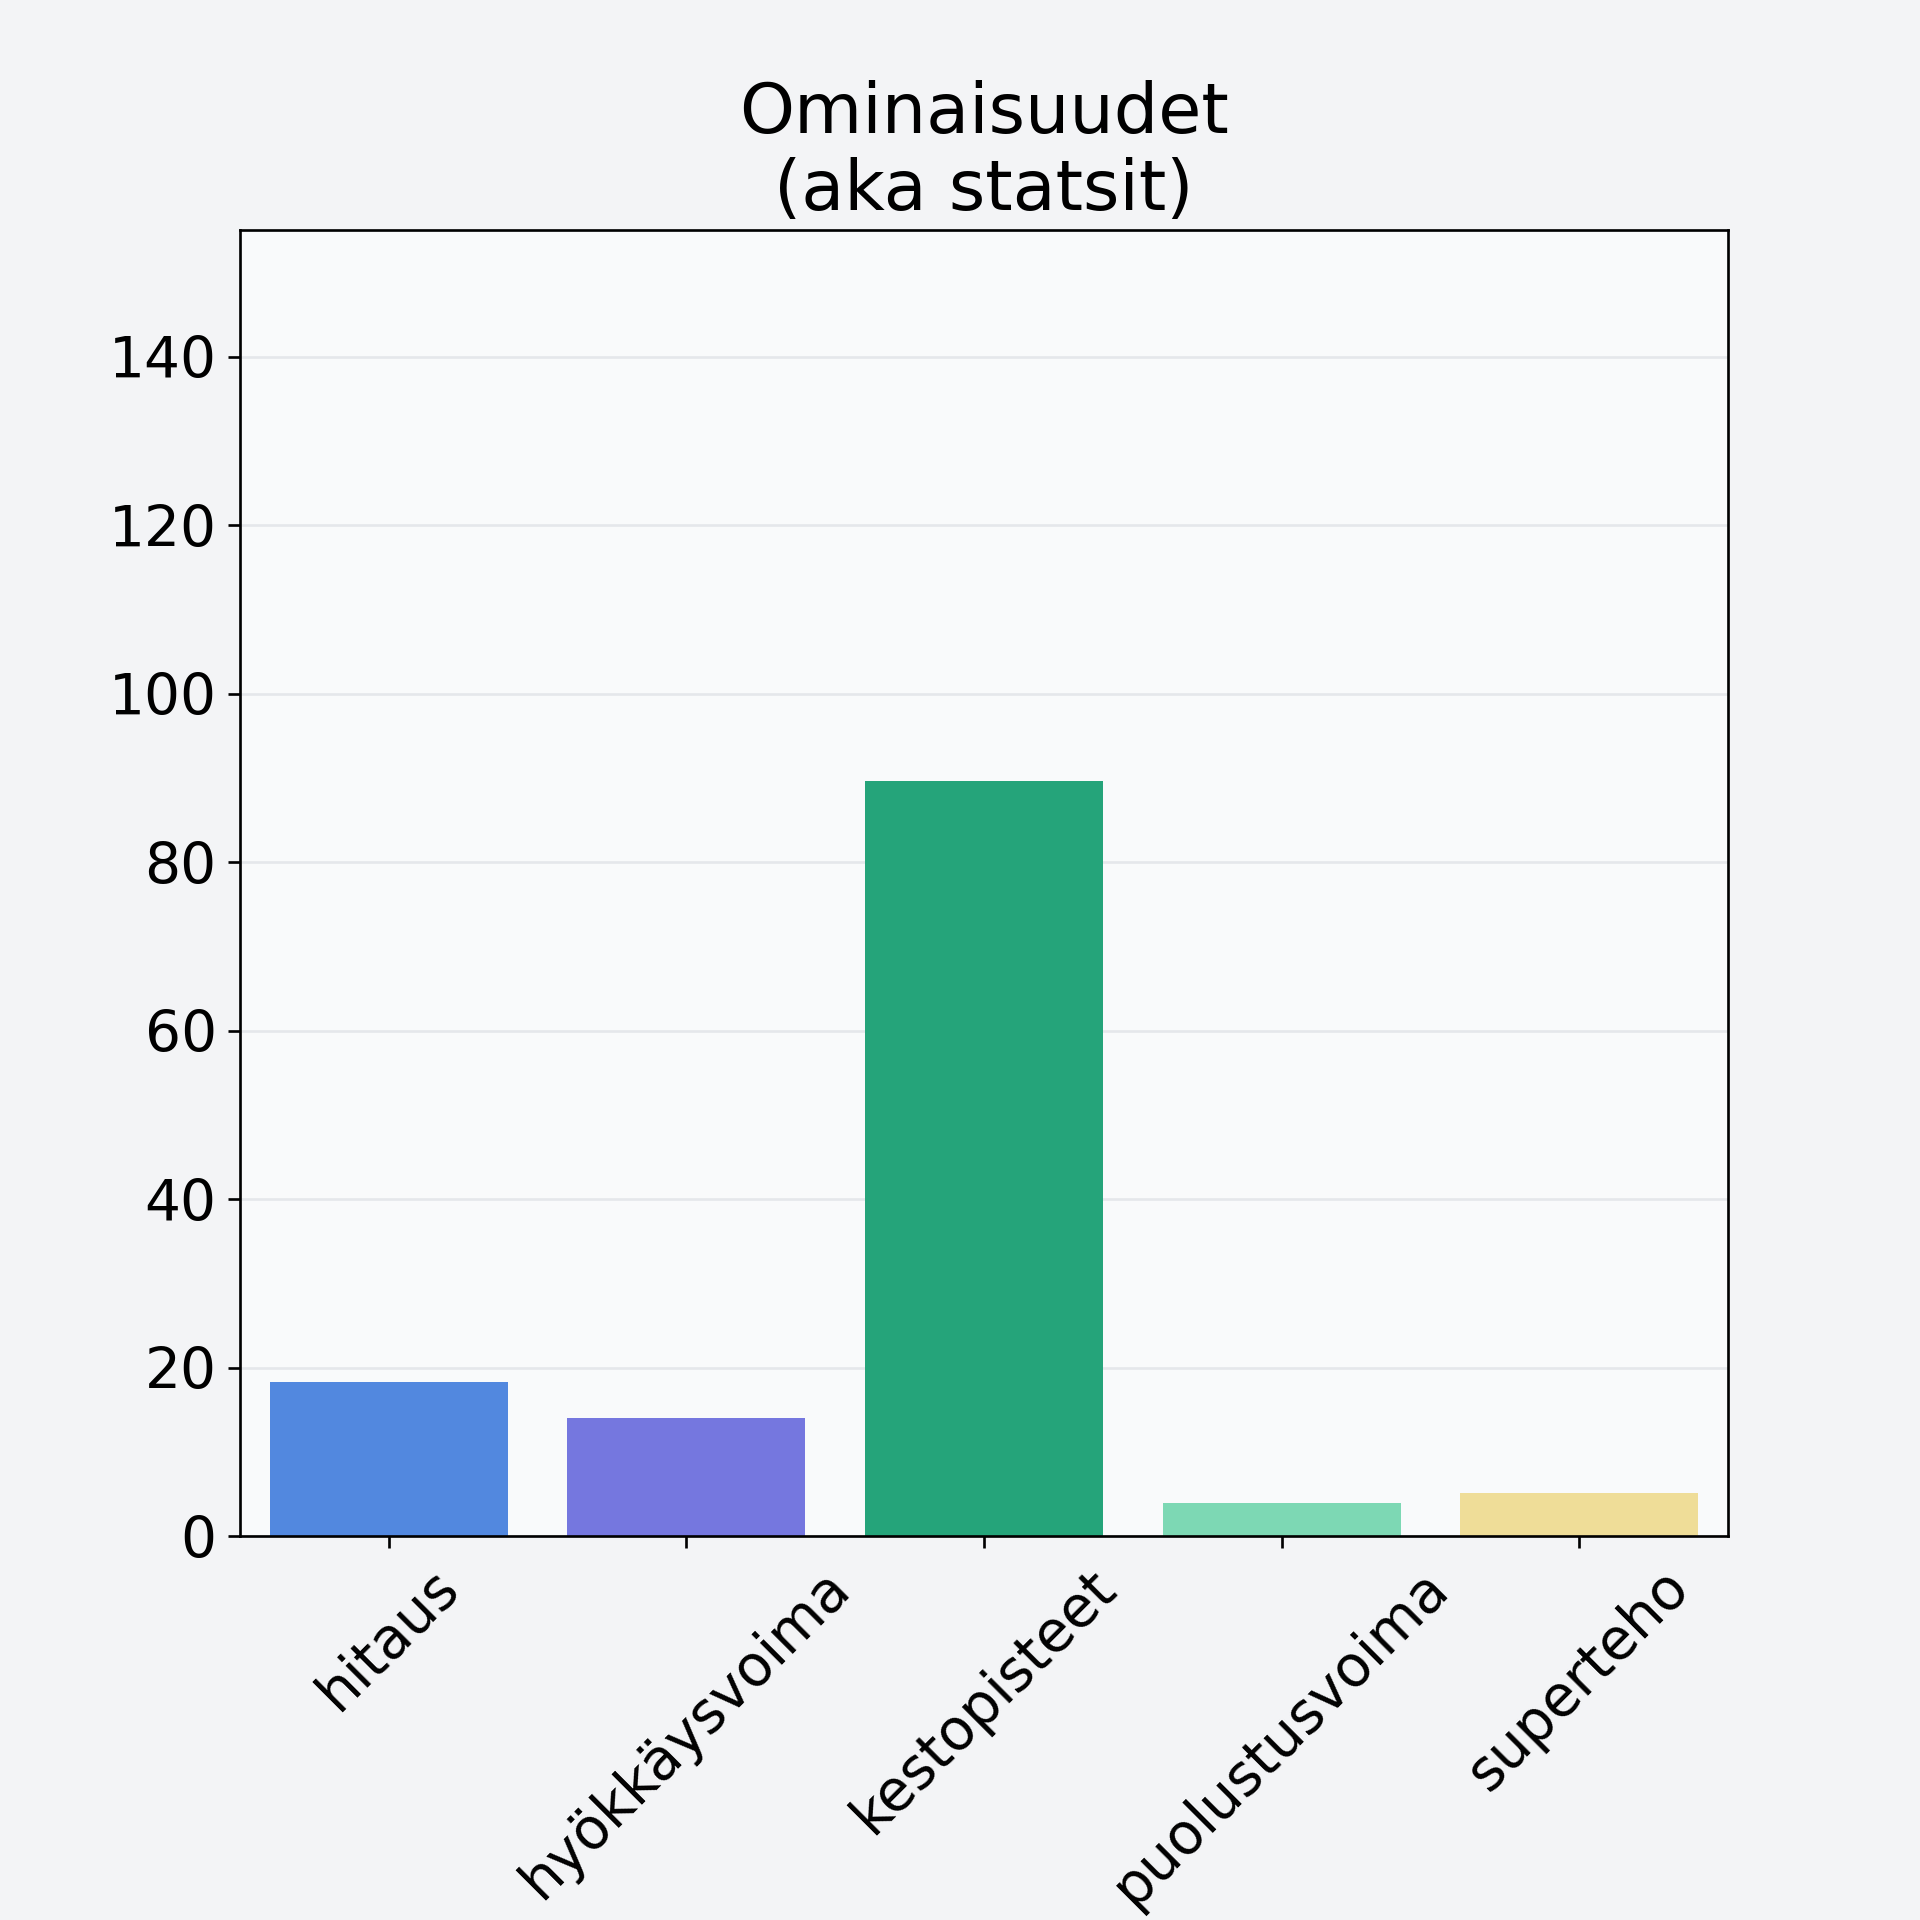 Ominaisuudet
(aka statsit)
140
120
100
80
60
40
20
0
hitaus
hyökkäysvoima
kestopisteet
puolustusvoima
superteho